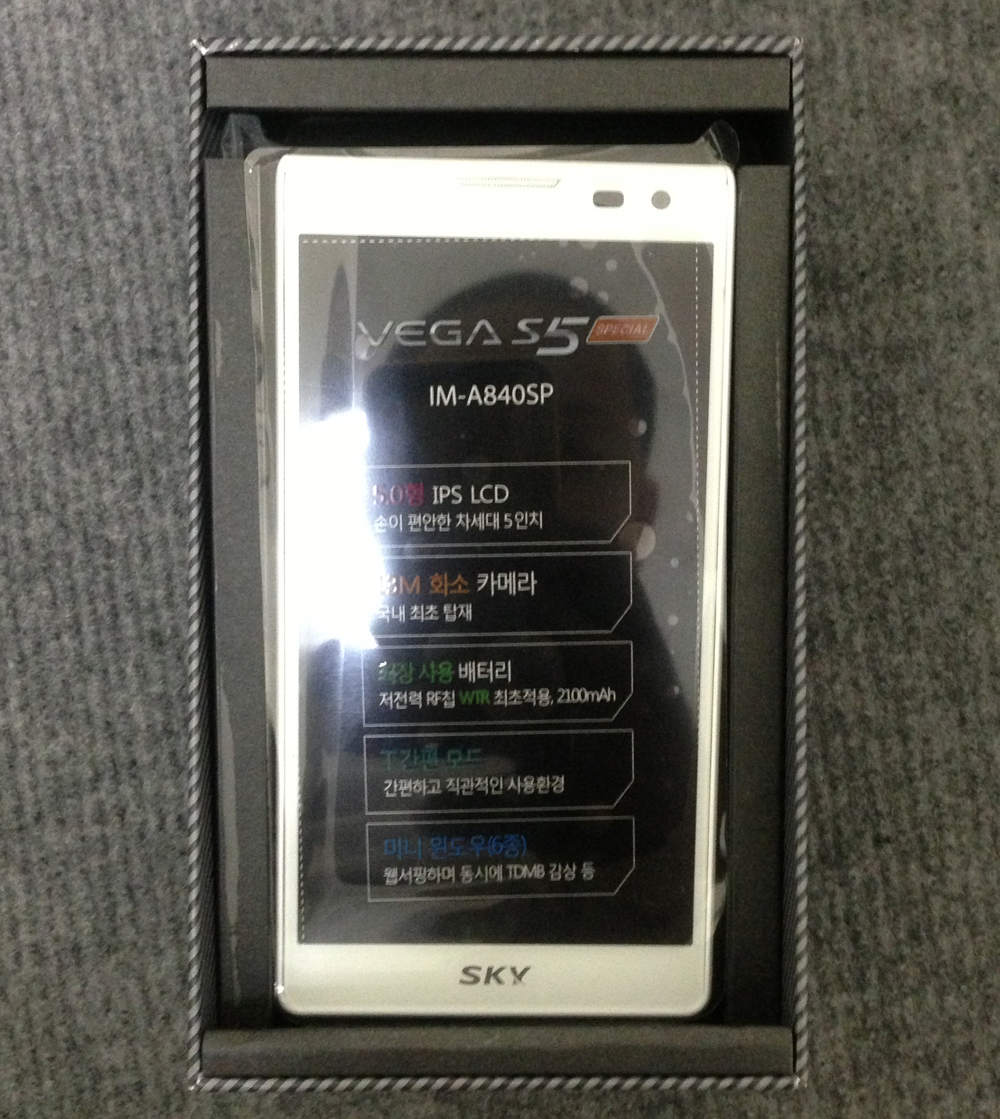 VEGA S5 SPECIAL
IM-A840SP
5.0형 IPS LCD
손이 편안한 차세대 5인치
화소 카메라
국내 최초 탑재
사용 배터리
저전력 RF칩 WTR 최초적용, 2100mAh
T간편 모드
간편하고 직관적인 사용환경
미니 윈도우(6종)
웹서핑하며 동시에 TDMB 감상 등
SKY